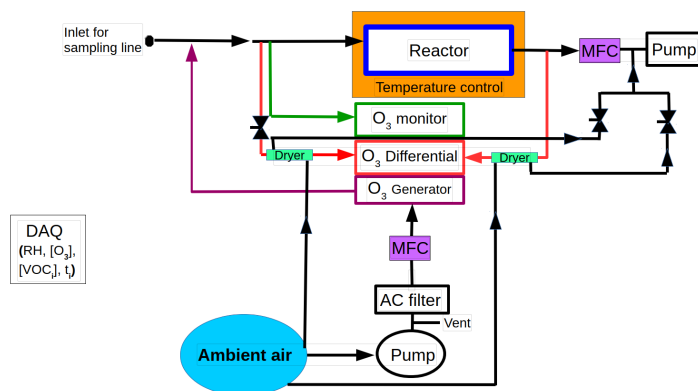 Inlet for
sampling line
Reactor
Temperature control
MFC
Pump
O₃ monitor
Dryer
O₃ Differential
Dryer
O₃ Generator
DAQ
(RH, [O₃],
[VOCᵢ], tᵢ)
MFC
AC filter
Vent
Ambient air
Pump